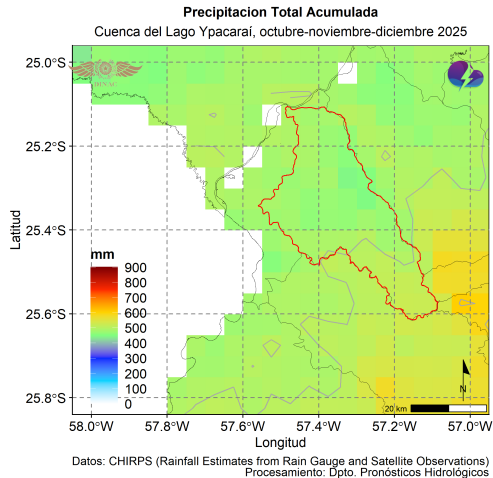 Precipitacion Total Acumulada
Cuenca del Lago Ypacaraí, octubre-noviembre-diciembre 2025
Latitud
25.0°S
25.2°S
25.4°S
25.6°S
25.8°S
mm
900
800
700
600
500
400
300
200
100
0
N
20 km
58.0°W
57.8°W
57.6°W
57.4°W
57.2°W
57.0°W
Longitud
Datos: CHIRPS (Rainfall Estimates from Rain Gauge and Satellite Observations)
Procesamiento: Dpto. Pronósticos Hidrológicos